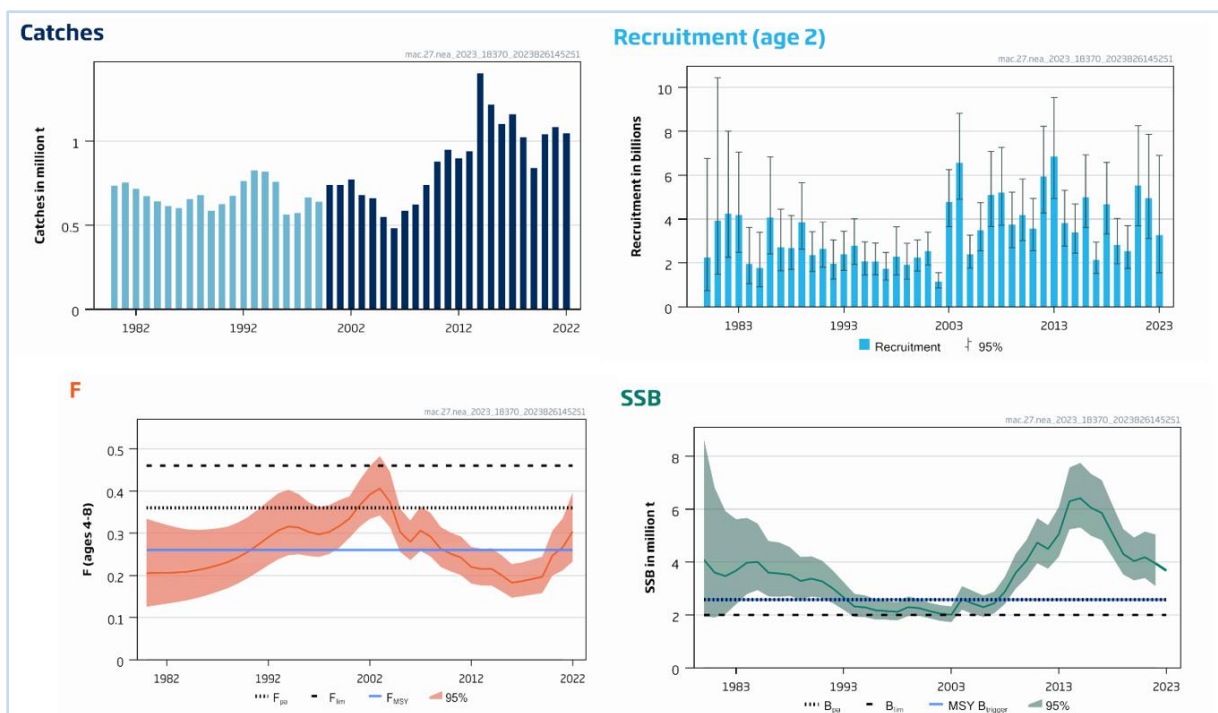 Catches
mac.27.nea_2023_18370_2023826145251
Catches in million t
1
0.5
0
1982
1992
2002
2012
2022
Recruitment (age 2)
mac.27.nea_2023_18370_2023826145251
Recruitment in billions
10
8
6
4
2
0
1983
1993
2003
2013
2023
Recruitment
95%
F
mac.27.nea_2023_18370_2023826145251
F (ages 4-8)
0.5
0.4
0.3
0.2
0.1
0
1982
1992
2002
2012
2022
Fpa
Flim
FMSY
95%
SSB
mac.27.nea_2023_18370_2023826145251
SSB in million t
8
6
4
2
0
1983
1993
2003
2013
2023
Bpa
Blim
MSY Btrigger
95%